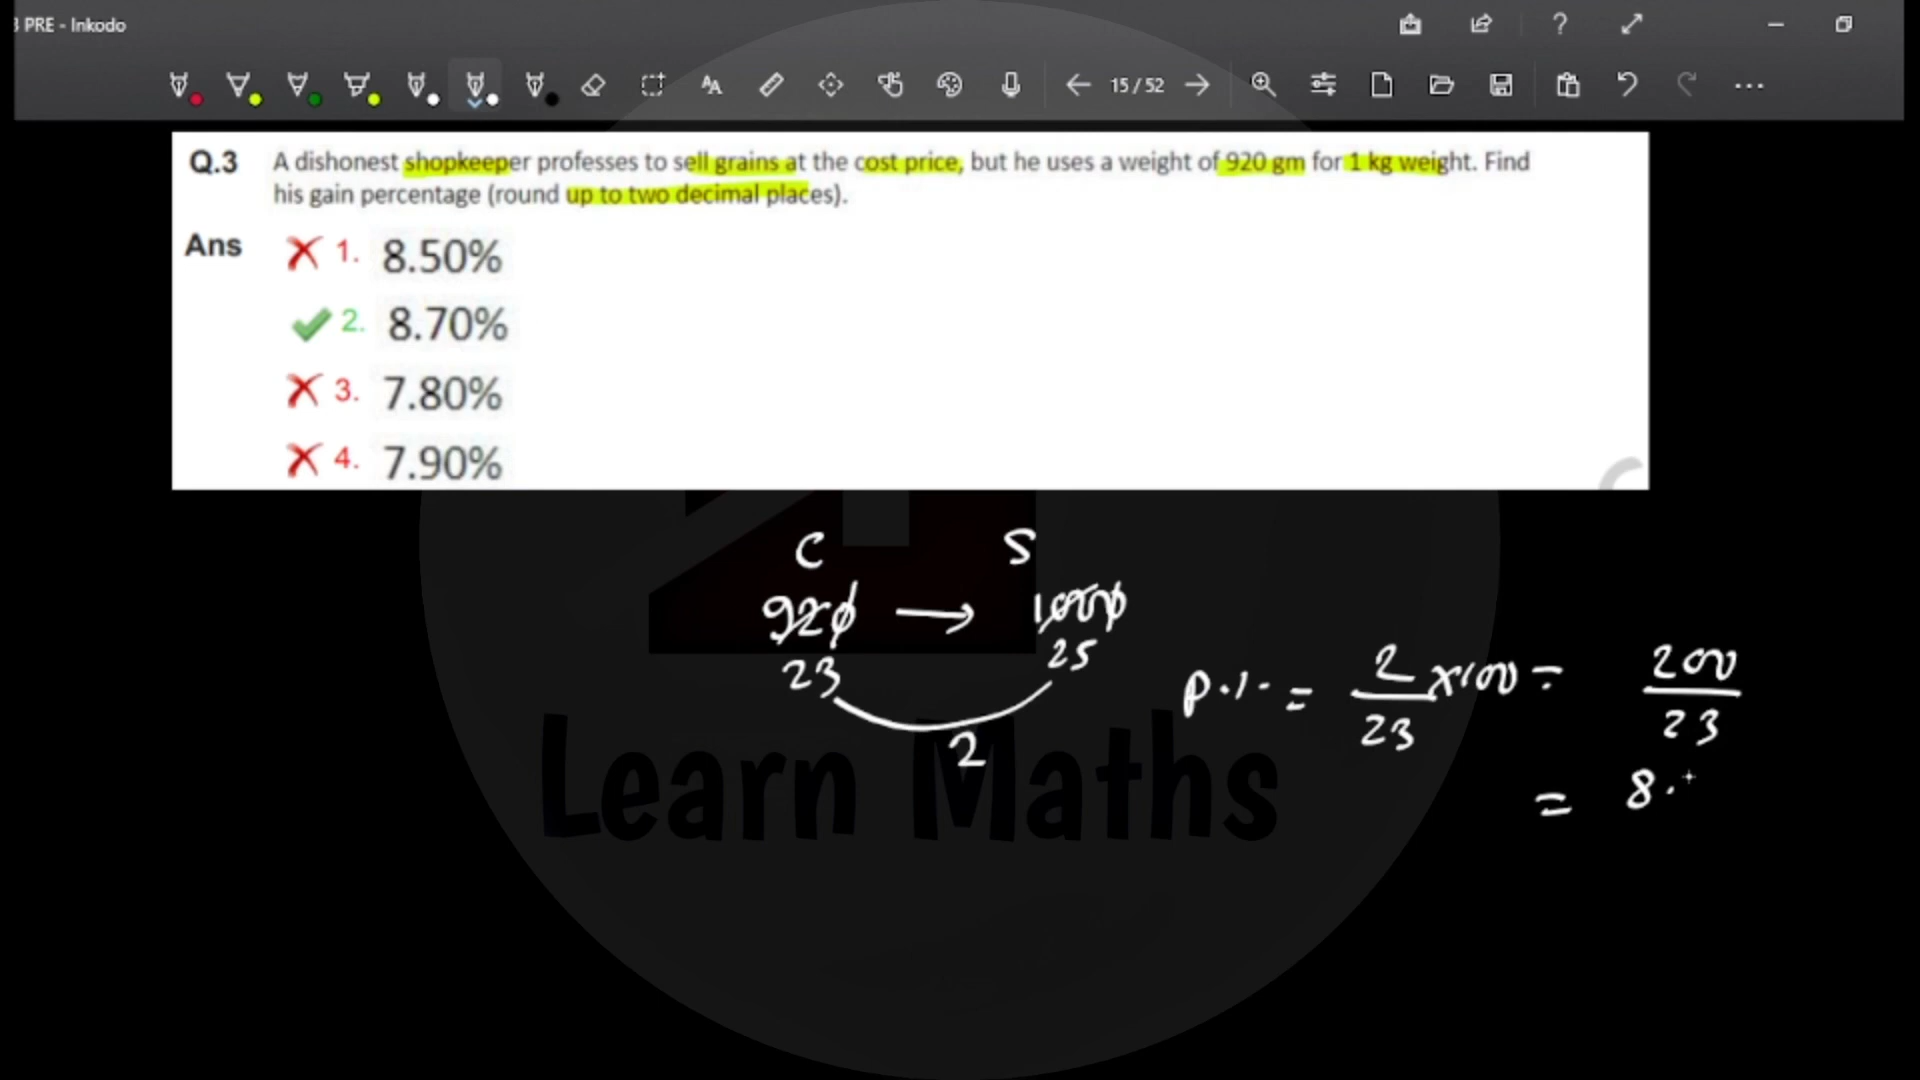 3 PRE - Inkodo
15 / 52
Q.3 A dishonest shopkeeper professes to sell grains at the cost price, but he uses a weight of 920 gm for 1 kg weight. Find
his gain percentage (round up to two decimal places).
Ans
1. 8.50%
2. 8.70%
3. 7.80%
4. 7.90%
C S
920 → 1000
23 25
2
P.1. = 2/23 x100 = 200/23
= 8.
Learn Maths